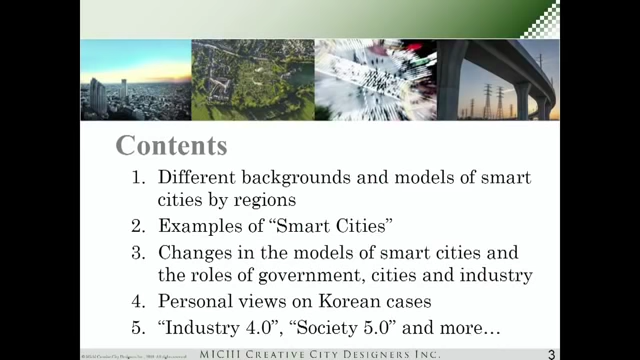 Contents
1. Different backgrounds and models of smart
cities by regions
2. Examples of “Smart Cities”
3. Changes in the models of smart cities and
the roles of government, cities and industry
4. Personal views on Korean cases
5. “Industry 4.0”, “Society 5.0” and more…
MICHI CREATIVE CITY DESIGNERS INC.
3